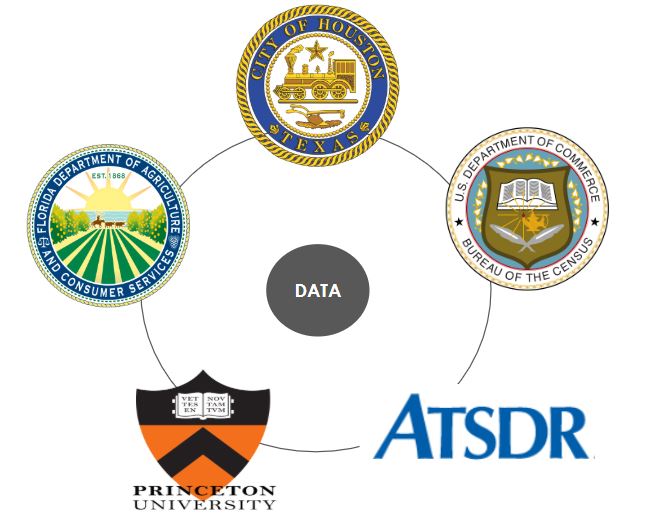 CITY OF HOUSTON
TEXAS
FLORIDA DEPARTMENT OF AGRICULTURE
AND CONSUMER SERVICES
EST. 1868
U.S. DEPARTMENT OF COMMERCE
BUREAU OF THE CENSUS
DATA
VET NOV
TES TAM
EN TVM
PRINCETON
UNIVERSITY
ATSDR